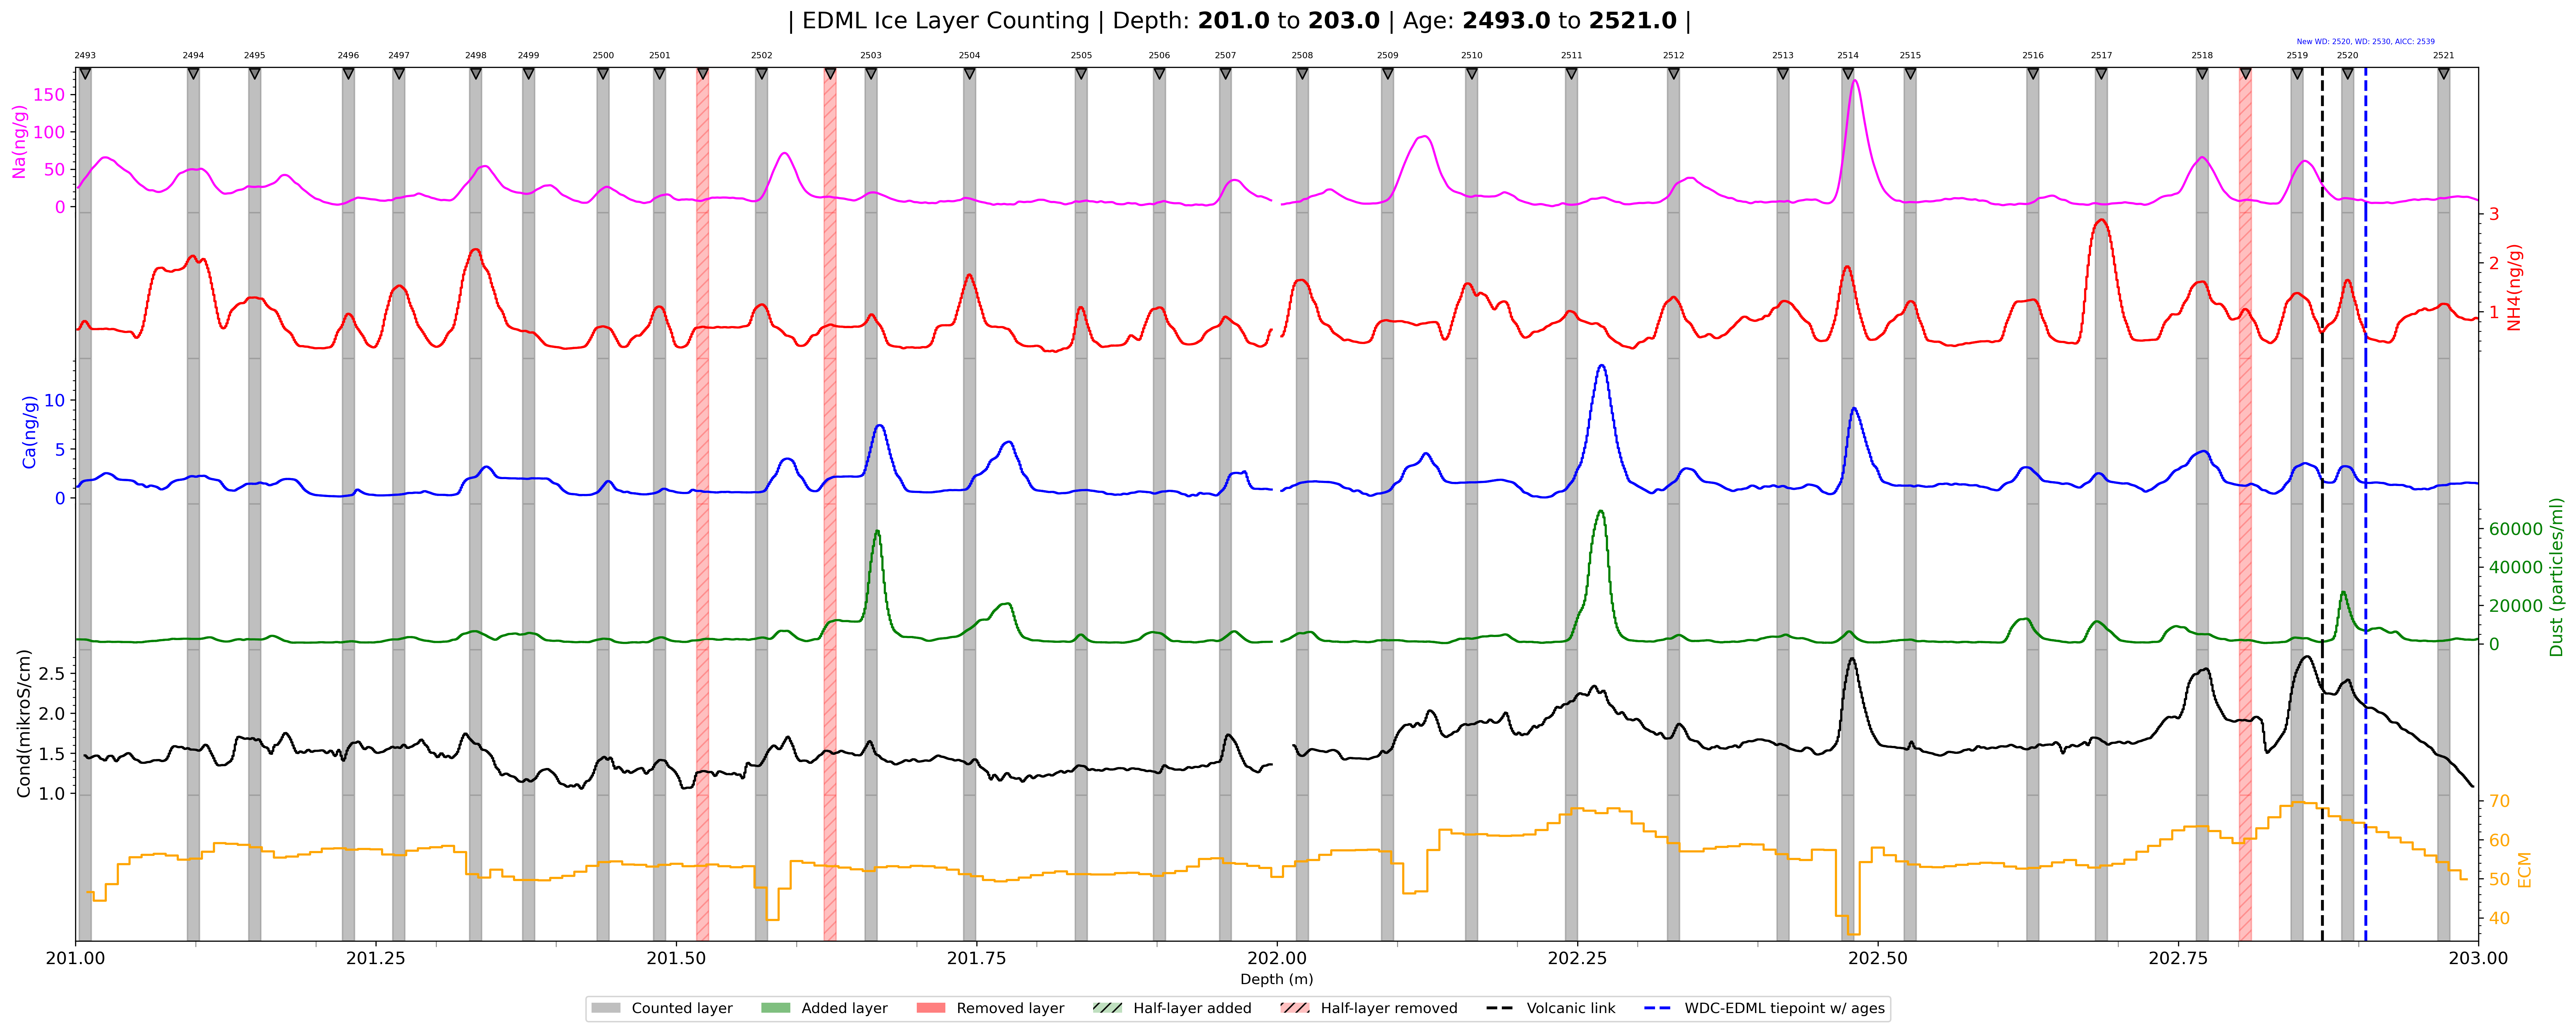 | EDML Ice Layer Counting | Depth: 201.0 to 203.0 | Age: 2493.0 to 2521.0 |
New WD: 2520, WD: 2530, AICC: 2539
2493 2494 2495 2496 2497 2498 2499 2500 2501 2502 2503 2504 2505 2506 2507 2508 2509 2510 2511 2512 2513 2514 2515 2516 2517 2518 2519 2520 2521
Na(ng/g)
150
100
50
0
NH4(ng/g)
3
2
1
Ca(ng/g)
10
5
0
Dust (particles/ml)
60000
40000
20000
0
Cond(mikroS/cm)
2.5
2.0
1.5
1.0
ECM
70
60
50
40
201.00 201.25 201.50 201.75 202.00 202.25 202.50 202.75 203.00
Depth (m)
Counted layer Added layer Removed layer Half-layer added Half-layer removed Volcanic link WDC-EDML tiepoint w/ ages